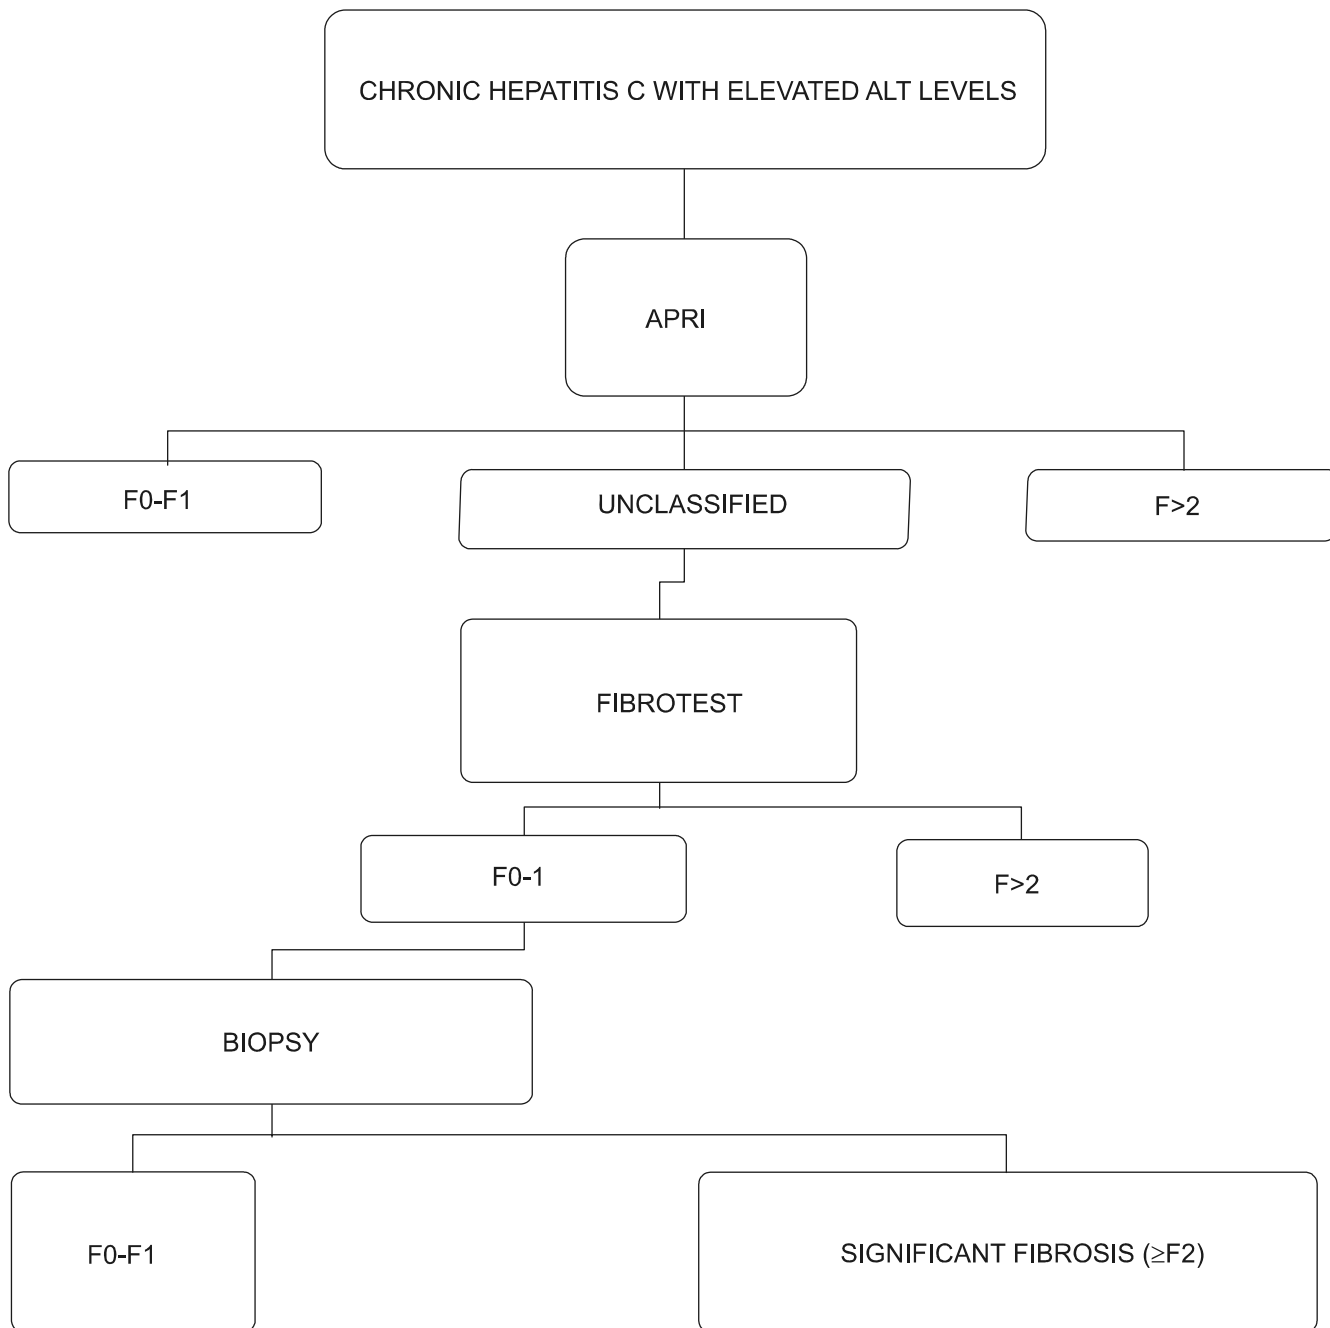 CHRONIC HEPATITIS C WITH ELEVATED ALT LEVELS
APRI
F0-F1
UNCLASSIFIED
F>2
FIBROTEST
F0-1
F>2
BIOPSY
F0-F1
SIGNIFICANT FIBROSIS (≥F2)